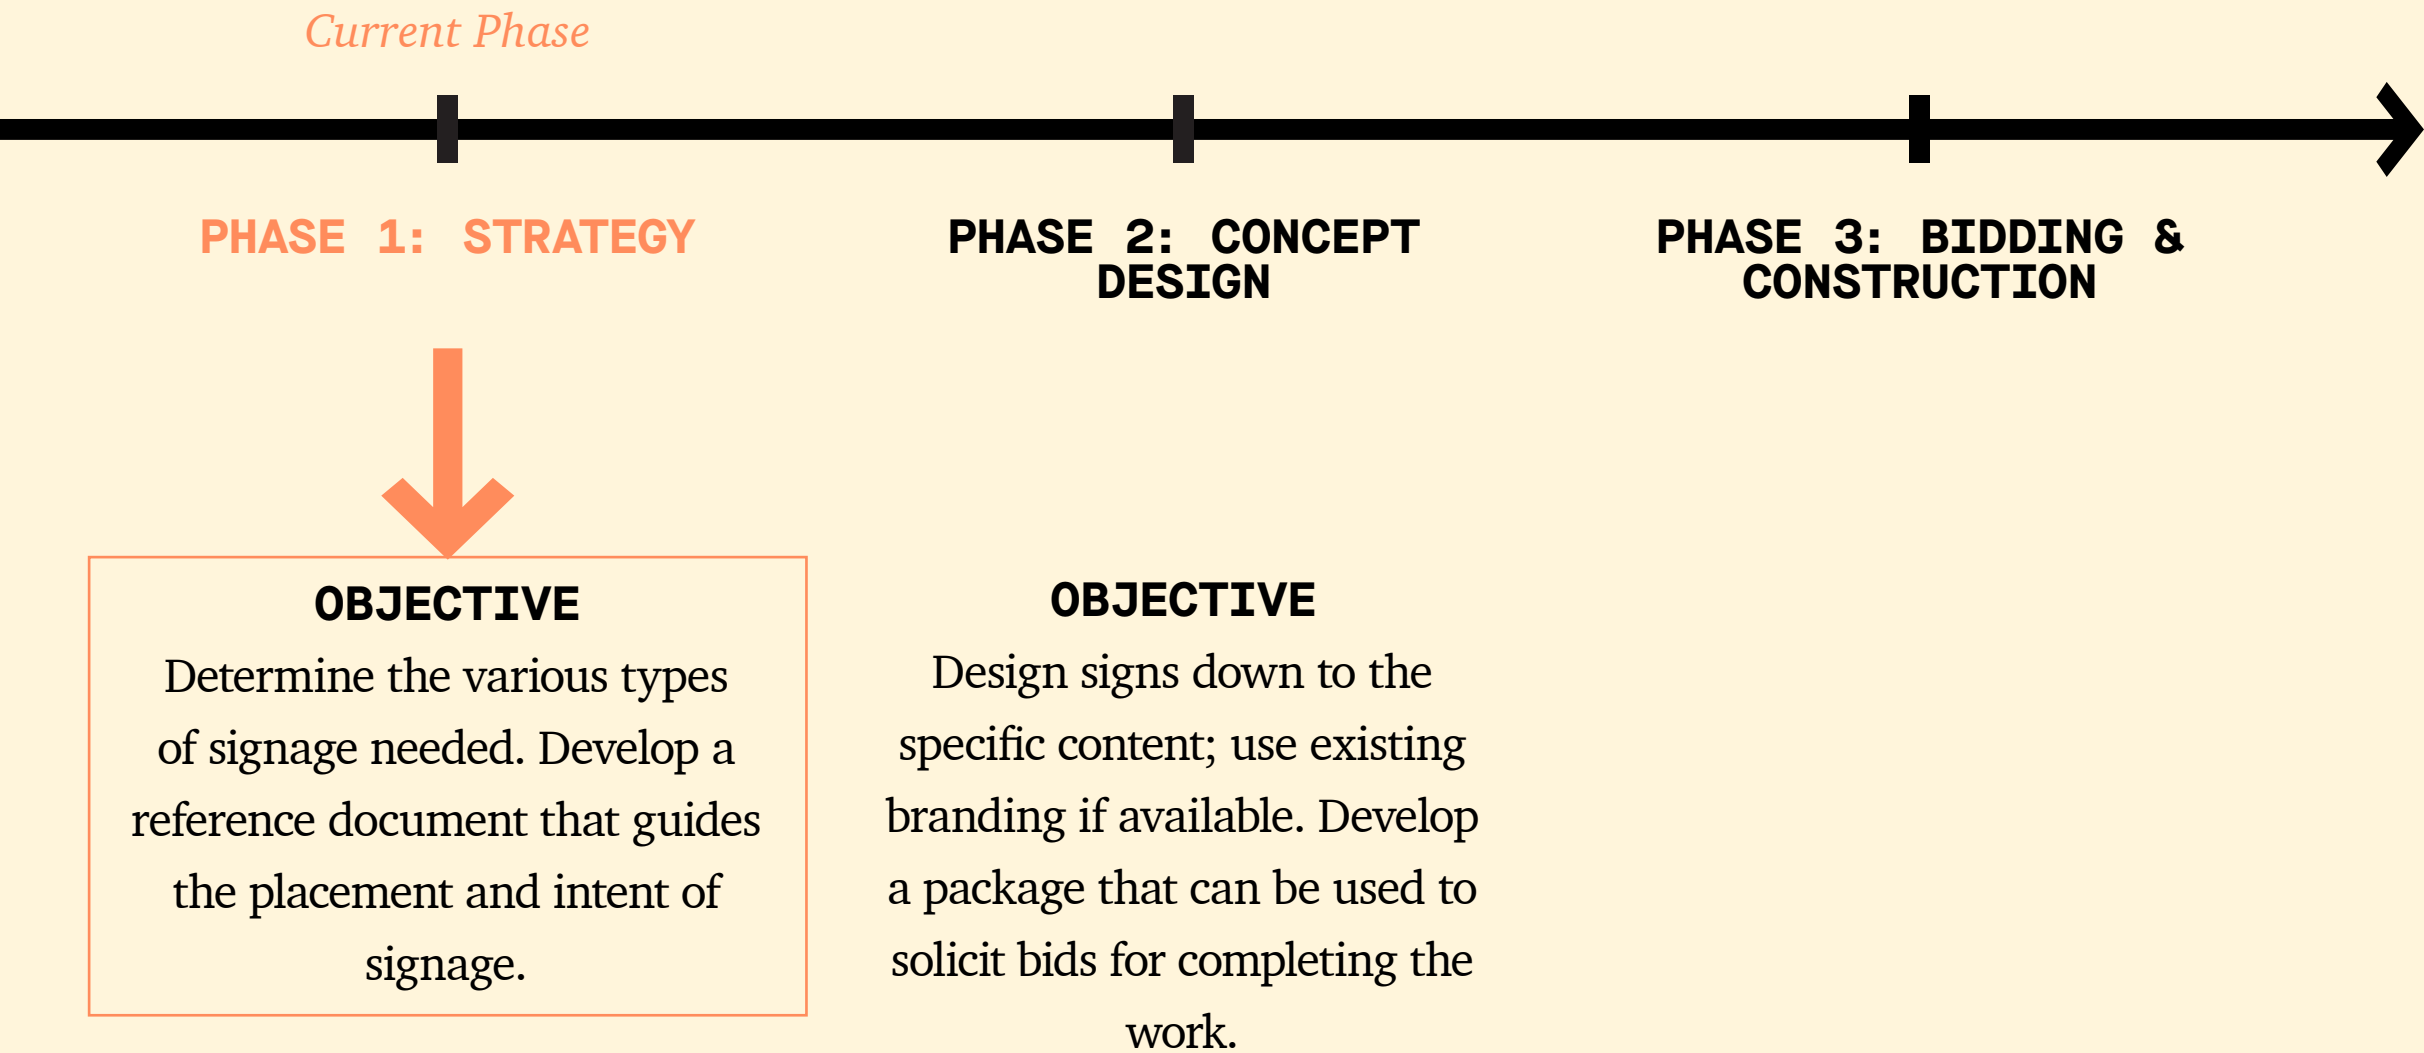 Current Phase
PHASE 1: STRATEGY
PHASE 2: CONCEPT
DESIGN
PHASE 3: BIDDING &
CONSTRUCTION
OBJECTIVE
Determine the various types
of signage needed. Develop a
reference document that guides
the placement and intent of
signage.
OBJECTIVE
Design signs down to the
specific content; use existing
branding if available. Develop
a package that can be used to
solicit bids for completing the
work.